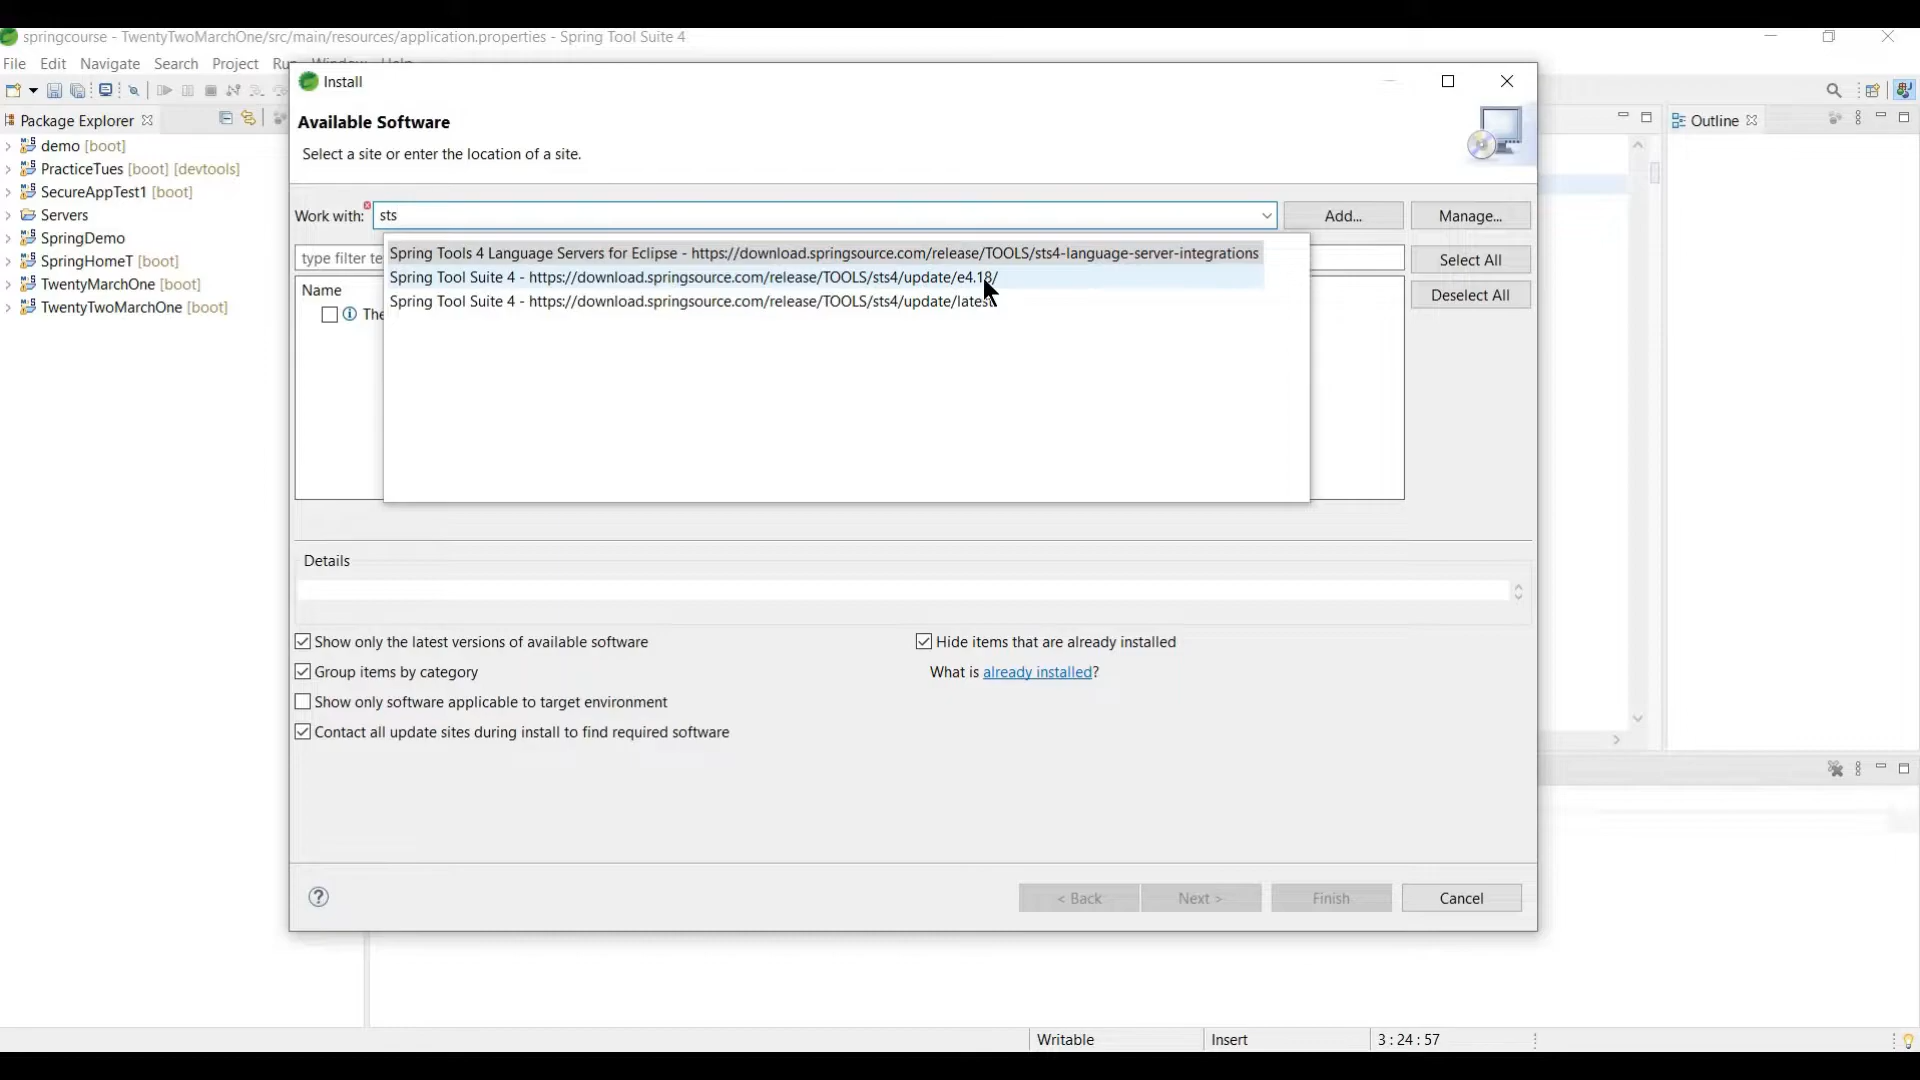 springcourse - TwentyTwoMarchOne/src/main/resources/application.properties - Spring Tool Suite 4
File Edit Navigate Search Project Run Window Help
Package Explorer
demo [boot]
PracticeTues [boot] [devtools]
SecureAppTest1 [boot]
Servers
SpringDemo
SpringHomeT [boot]
TwentyMarchOne [boot]
TwentyTwoMarchOne [boot]
Outline
Install
Available Software
Select a site or enter the location of a site.
Work with: sts
Add...
Manage...
type filter te
Select All
Deselect All
Name
The
Spring Tools 4 Language Servers for Eclipse - https://download.springsource.com/release/TOOLS/sts4-language-server-integrations
Spring Tool Suite 4 - https://download.springsource.com/release/TOOLS/sts4/update/e4.18/
Spring Tool Suite 4 - https://download.springsource.com/release/TOOLS/sts4/update/latest
Details
Show only the latest versions of available software
Hide items that are already installed
Group items by category
What is already installed?
Show only software applicable to target environment
Contact all update sites during install to find required software
< Back
Next >
Finish
Cancel
Writable
Insert
3 : 24 : 57